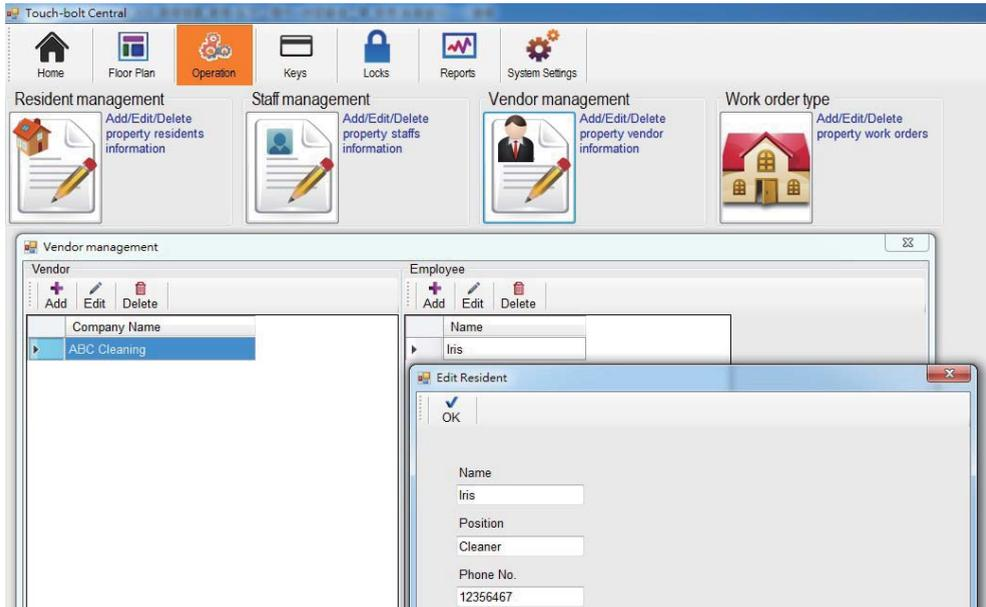 Touch-bolt Central
Home
Floor Plan
Operation
Keys
Locks
Reports
System Settings
Resident management
Add/Edit/Delete
property residents
information
Staff management
Add/Edit/Delete
property staffs
information
Vendor management
Add/Edit/Delete
property vendor
information
Work order type
Add/Edit/Delete
property work orders
Vendor management
Vendor
Add
Edit
Delete
Company Name
ABC Cleaning
Employee
Add
Edit
Delete
Name
Iris
Edit Resident
OK
Name
Iris
Position
Cleaner
Phone No.
12356467